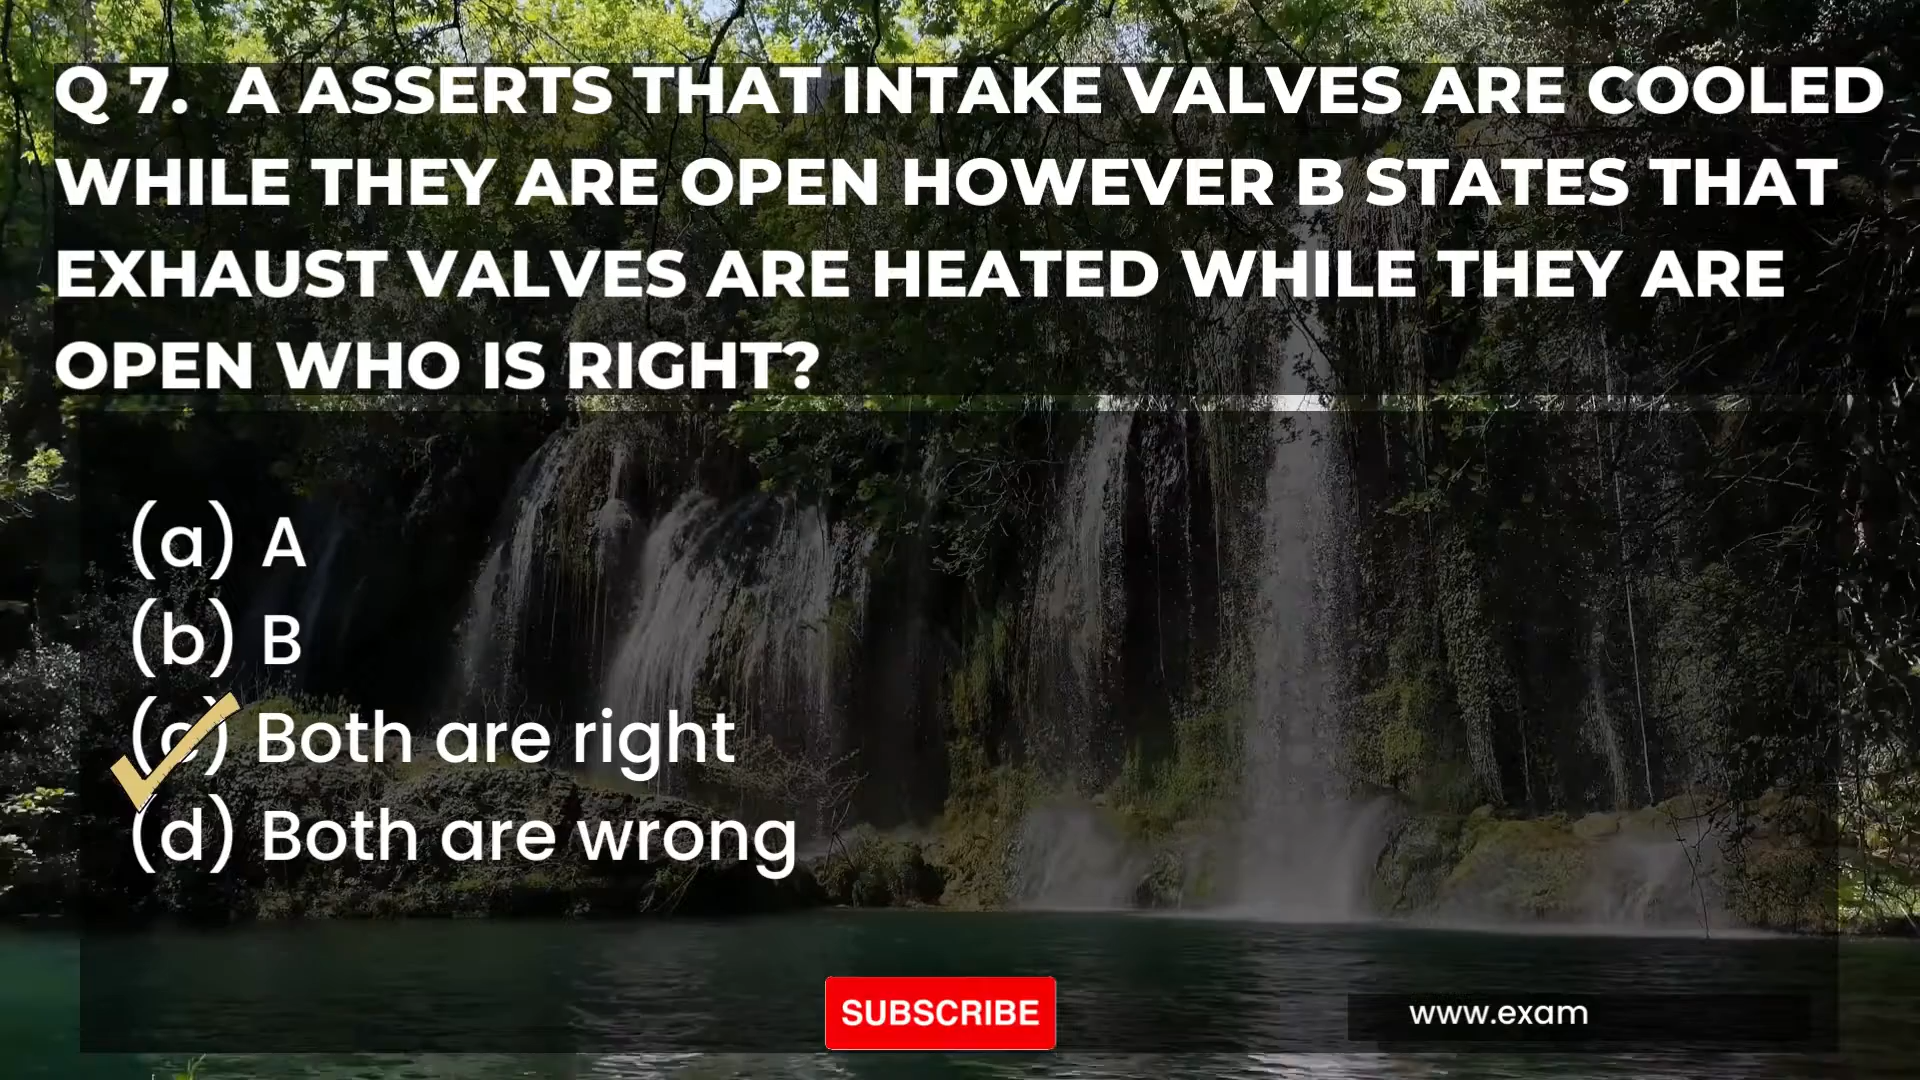 Q 7. A ASSERTS THAT INTAKE VALVES ARE COOLED
WHILE THEY ARE OPEN HOWEVER B STATES THAT
EXHAUST VALVES ARE HEATED WHILE THEY ARE
OPEN WHO IS RIGHT?
(a) A
(b) B
(c) Both are right
(d) Both are wrong
SUBSCRIBE
www.exam